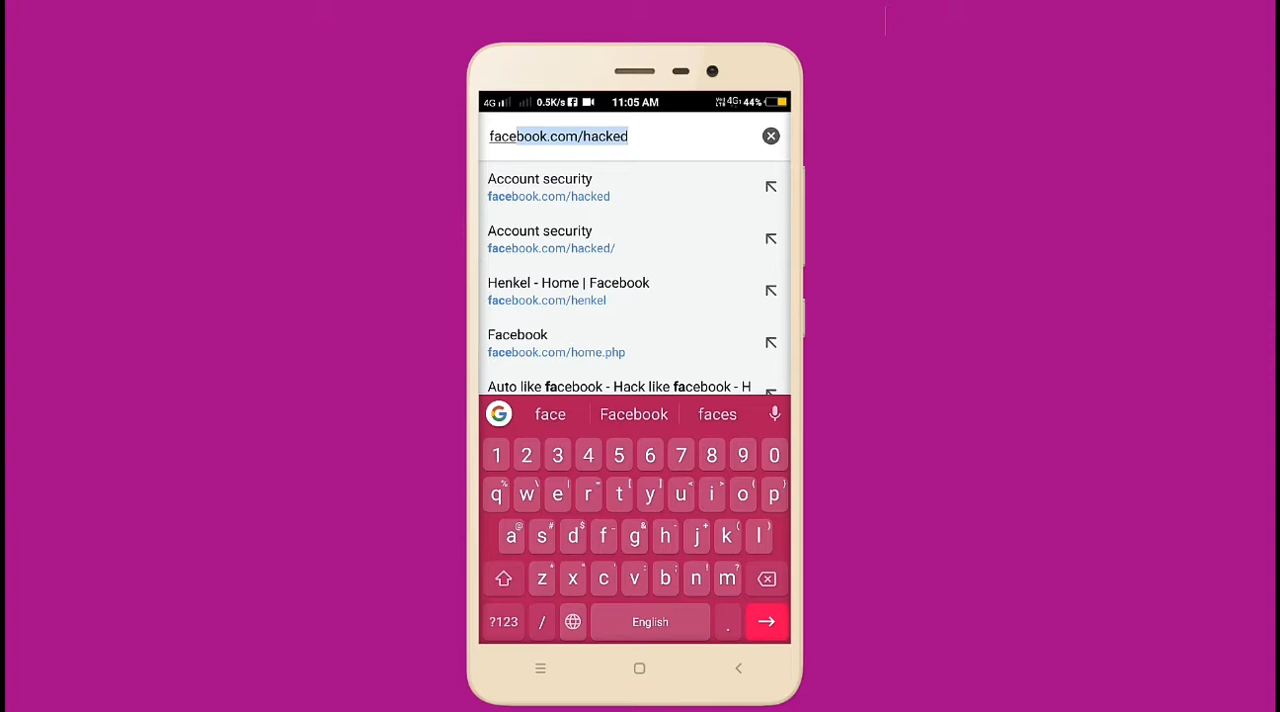 4G 0.5K/s 11:05 AM 4G 44%
facebook.com/hacked
Account security
facebook.com/hacked
Account security
facebook.com/hacked/
Henkel - Home | Facebook
facebook.com/henkel
Facebook
facebook.com/home.php
Auto like facebook - Hack like facebook - H
face Facebook faces
1 2 3 4 5 6 7 8 9 0
q w e r t y u i o p
a s d f g h j k l
z x c v b n m
?123 / English .